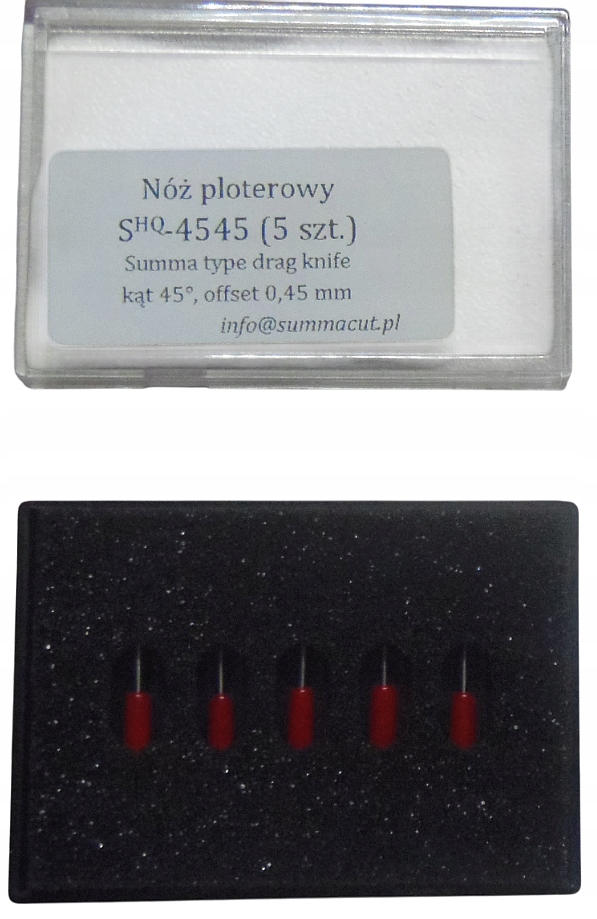 Nóż ploterowy
Sᴴꟴ-4545 (5 szt.)
Summa type drag knife
kąt 45°, offset 0,45 mm
info@summacut.pl